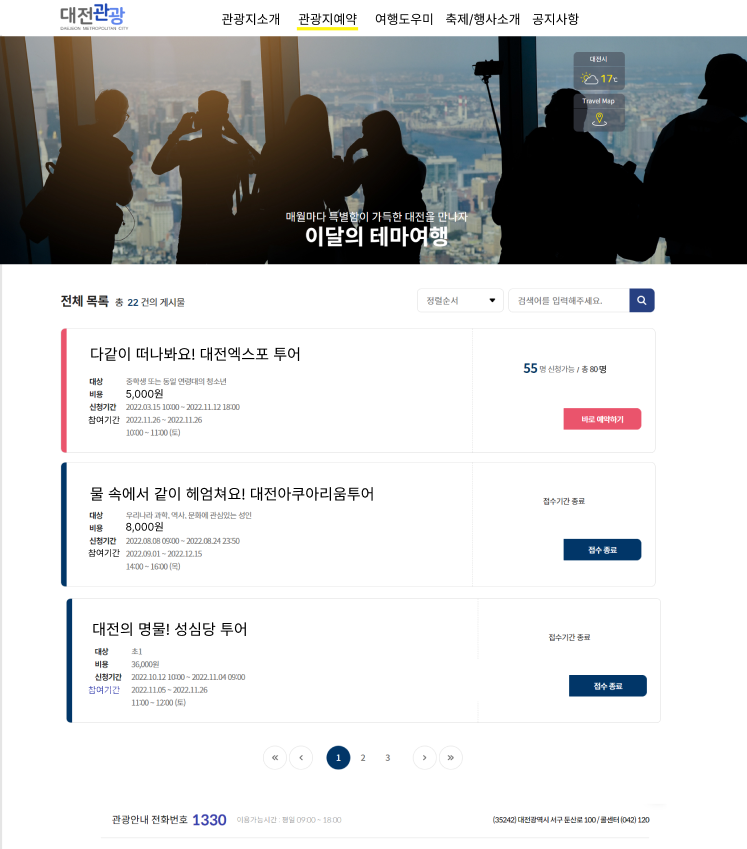 대전관광
DAEJEON METROPOLITAN CITY
관광지소개 관광지예약 여행도우미 축제/행사소개 공지사항
대전시
17℃
Travel Map
매월마다 특별함이 가득한 대전을 만나자
이달의 테마여행
전체 목록 총 22 건의 게시물 정렬순서 검색어를 입력해주세요.
다같이 떠나봐요! 대전엑스포 투어
55 명 신청가능 / 총 80 명
대상 중학생 또는 동일 연령대의 청소년
비용 5,000원
신청기간 2022.03.15 10:00 ~ 2022.11.12 18:00
참여기간 2022.11.26 ~ 2022.11.26
10:00 ~ 11:00 (토)
바로 예약하기
물 속에서 같이 헤엄쳐요! 대전아쿠아리움투어
접수기간 종료
대상 우리나라 과학, 역사, 문화에 관심있는 성인
비용 8,000원
신청기간 2022.08.08 09:00 ~ 2022.08.24 23:50
참여기간 2022.09.01 ~ 2022.12.15
14:00 ~ 16:00 (목)
접수 종료
대전의 명물! 성심당 투어
접수기간 종료
대상 초1
비용 36,000원
신청기간 2022.10.12 10:00 ~ 2022.11.04 09:00
참여기간 2022.11.05 ~ 2022.11.26
11:00 ~ 12:00 (토)
접수 종료
« ‹ 1 2 3 › »
관광안내 전화번호 1330 이용가능시간 : 평일 09:00 ~ 18:00 (35242) 대전광역시 서구 둔산로 100 / 콜센터 (042) 120